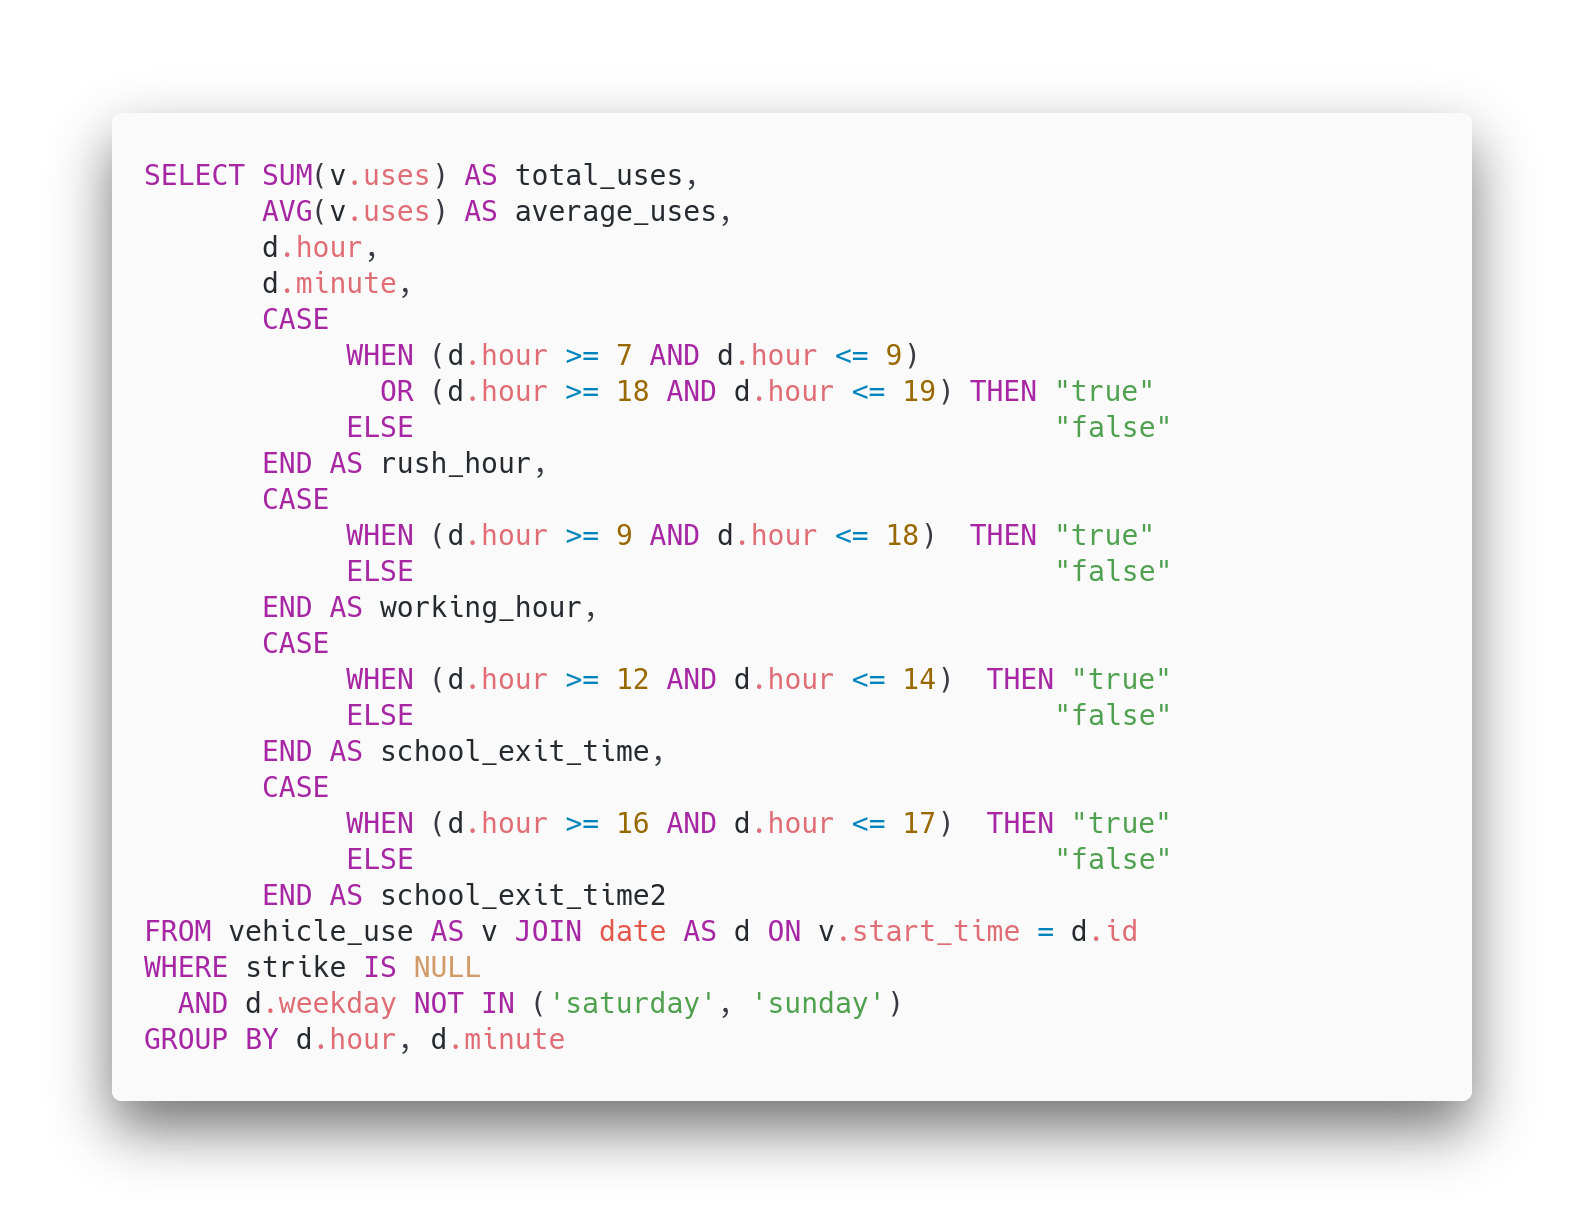 SELECT SUM(v.uses) AS total_uses,
       AVG(v.uses) AS average_uses,
       d.hour,
       d.minute,
       CASE
            WHEN (d.hour >= 7 AND d.hour <= 9)
              OR (d.hour >= 18 AND d.hour <= 19) THEN "true"
            ELSE                                      "false"
       END AS rush_hour,
       CASE
            WHEN (d.hour >= 9 AND d.hour <= 18)  THEN "true"
            ELSE                                      "false"
       END AS working_hour,
       CASE
            WHEN (d.hour >= 12 AND d.hour <= 14)  THEN "true"
            ELSE                                      "false"
       END AS school_exit_time,
       CASE
            WHEN (d.hour >= 16 AND d.hour <= 17)  THEN "true"
            ELSE                                      "false"
       END AS school_exit_time2
FROM vehicle_use AS v JOIN date AS d ON v.start_time = d.id
WHERE strike IS NULL
  AND d.weekday NOT IN ('saturday', 'sunday')
GROUP BY d.hour, d.minute